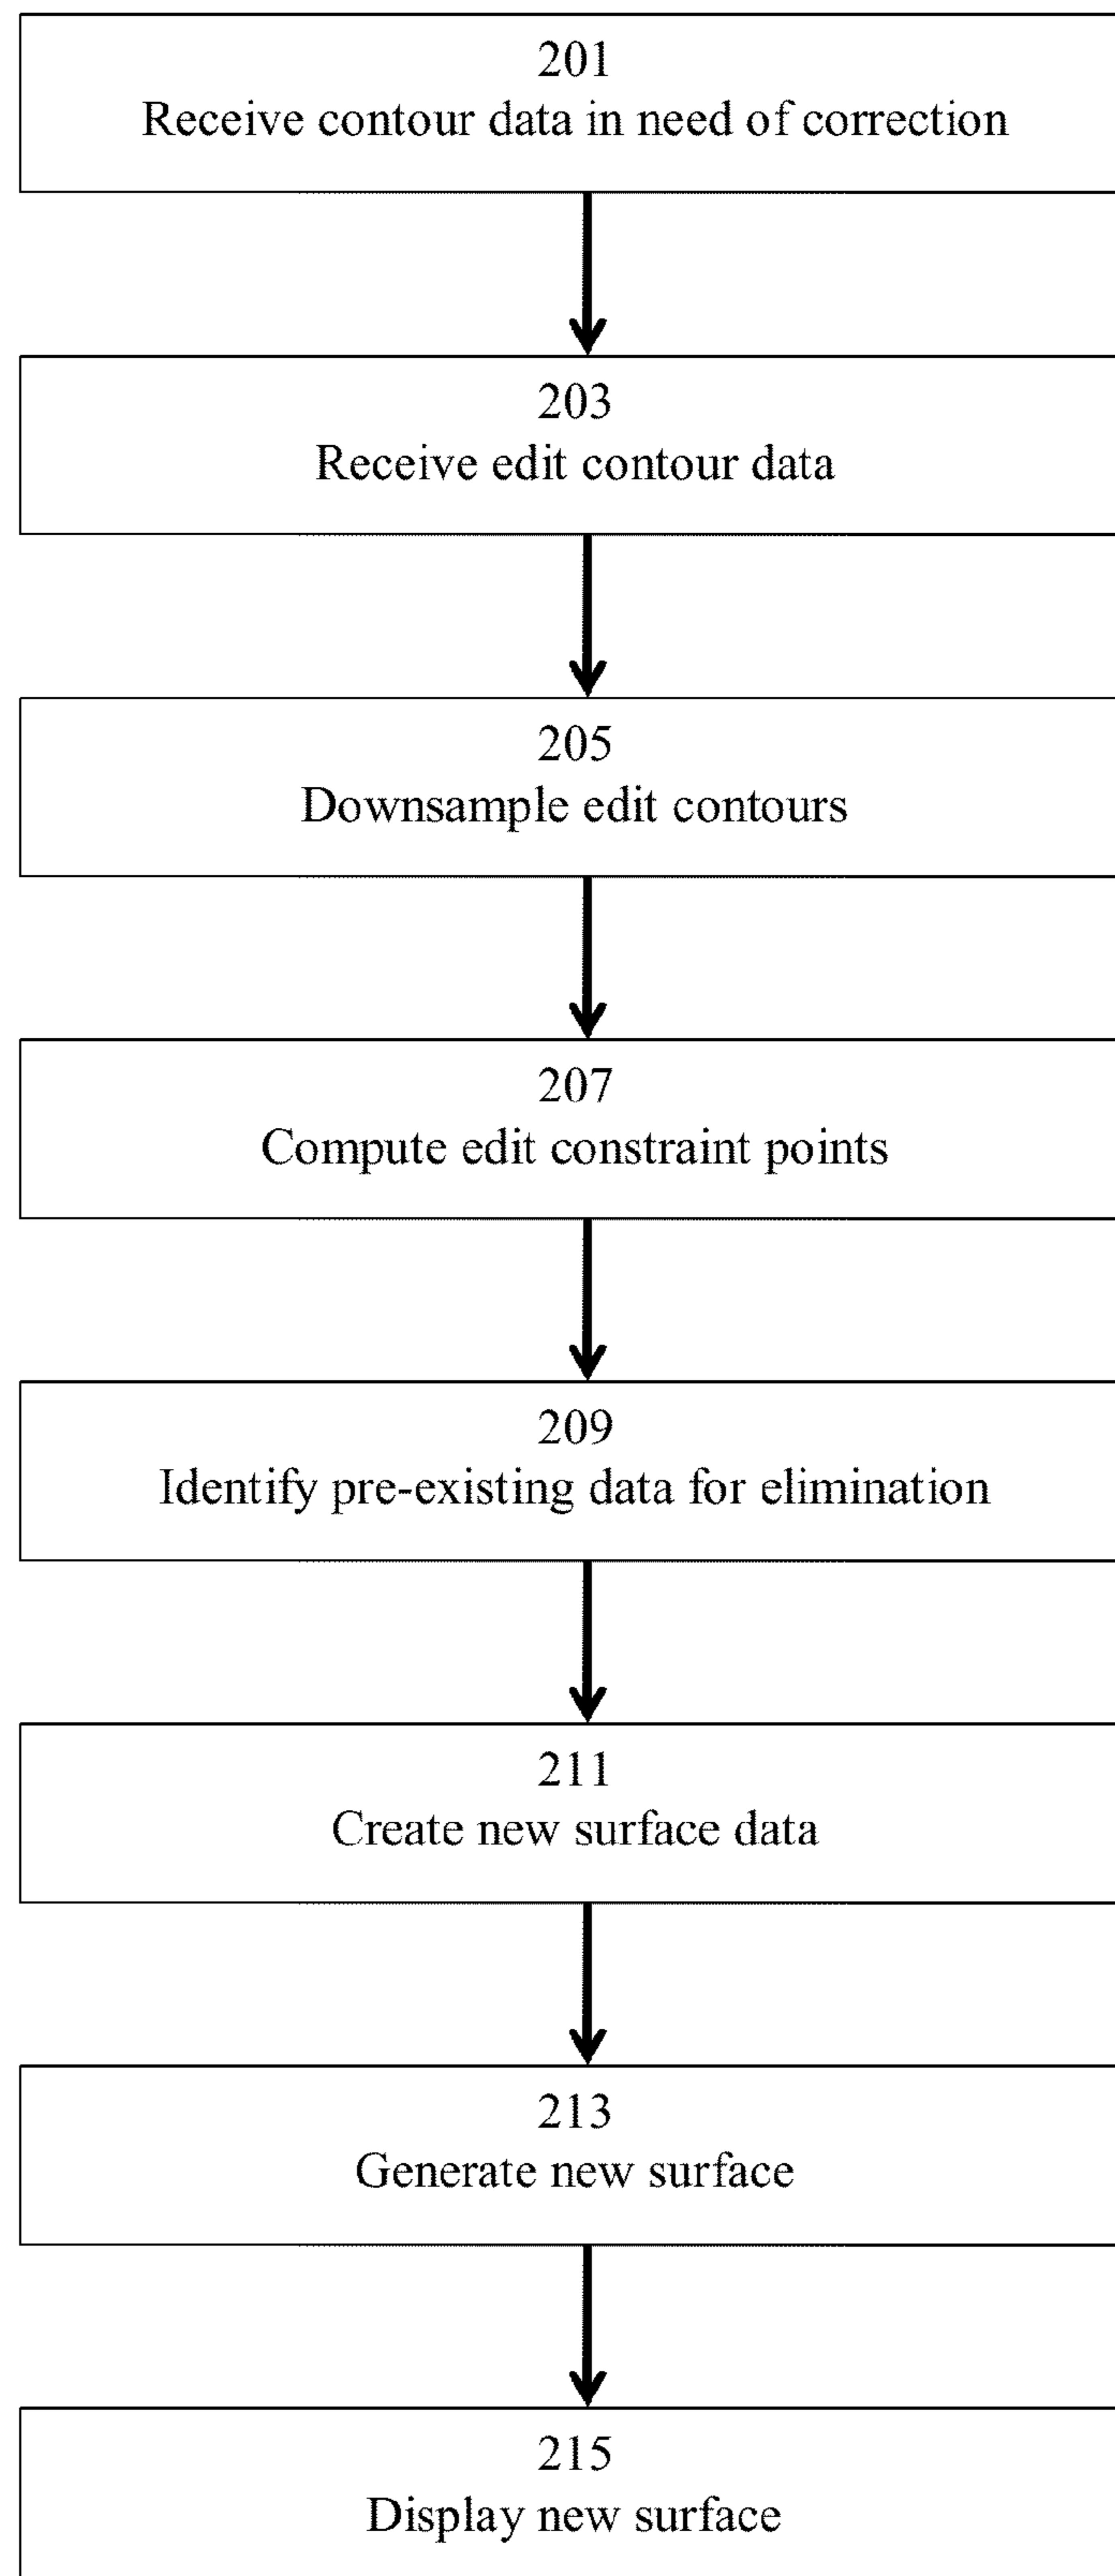 201
Receive contour data in need of correction
203
Receive edit contour data
205
Downsample edit contours
207
Compute edit constraint points
209
Identify pre-existing data for elimination
211
Create new surface data
213
Generate new surface
215
Display new surface